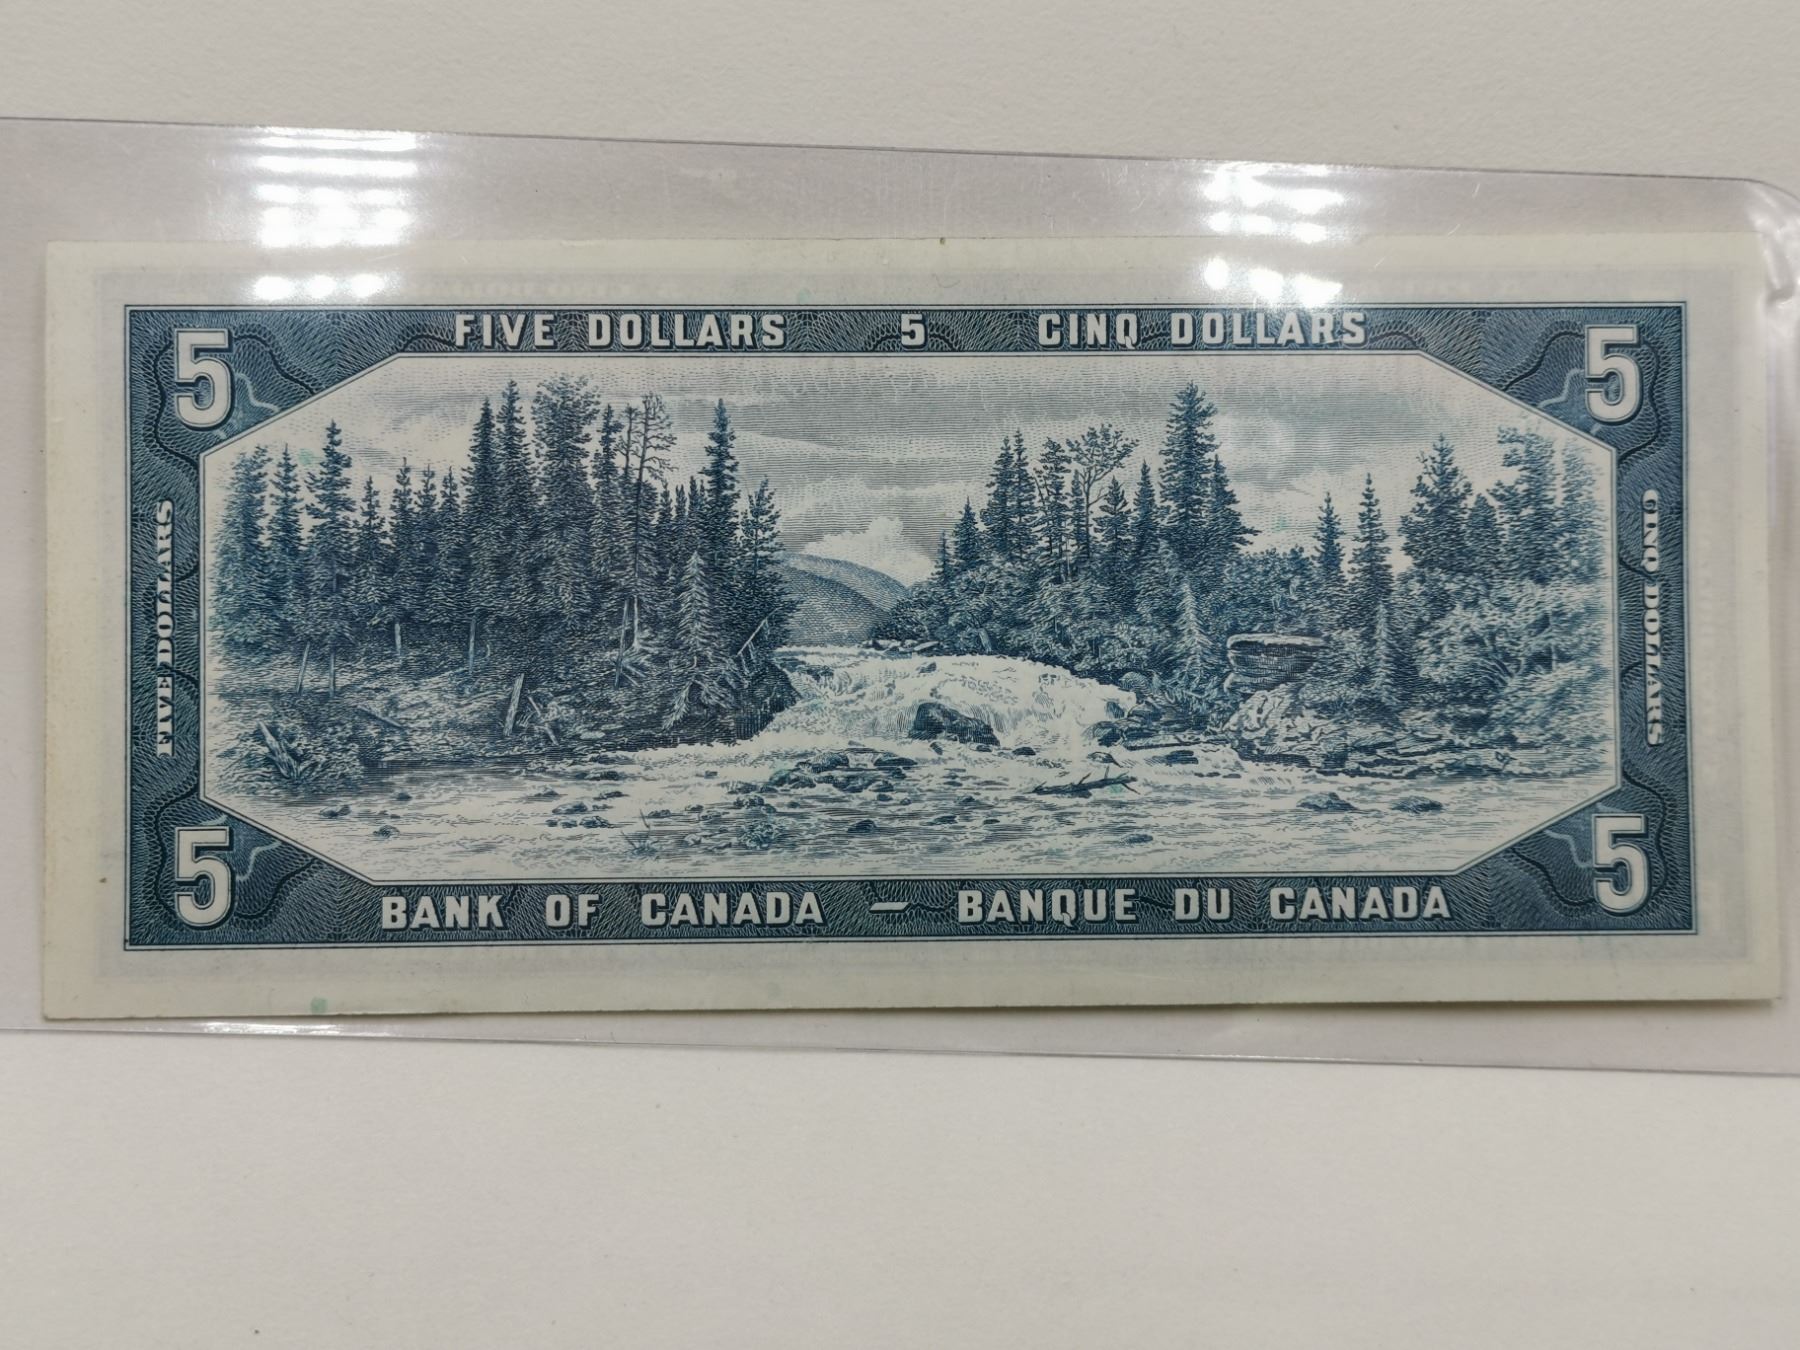 FIVE DOLLARS 5 CINQ DOLLARS
5 5
FIVE DOLLARS
CINQ DOLLARS
5 5
BANK OF CANADA — BANQUE DU CANADA